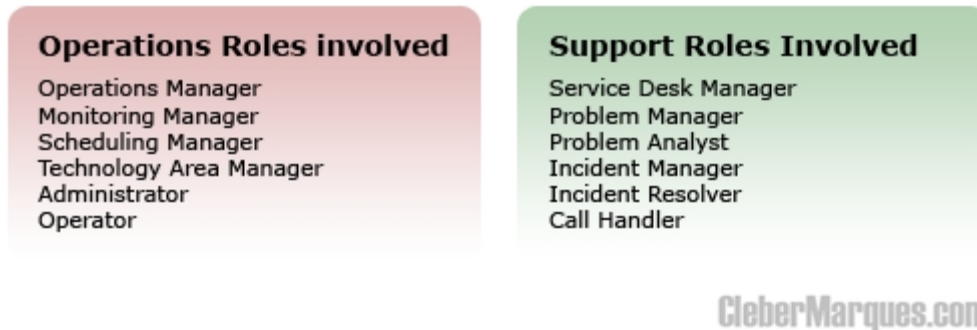 Operations Roles involved
Operations Manager
Monitoring Manager
Scheduling Manager
Technology Area Manager
Administrator
Operator
Support Roles Involved
Service Desk Manager
Problem Manager
Problem Analyst
Incident Manager
Incident Resolver
Call Handler
CleberMarques.com